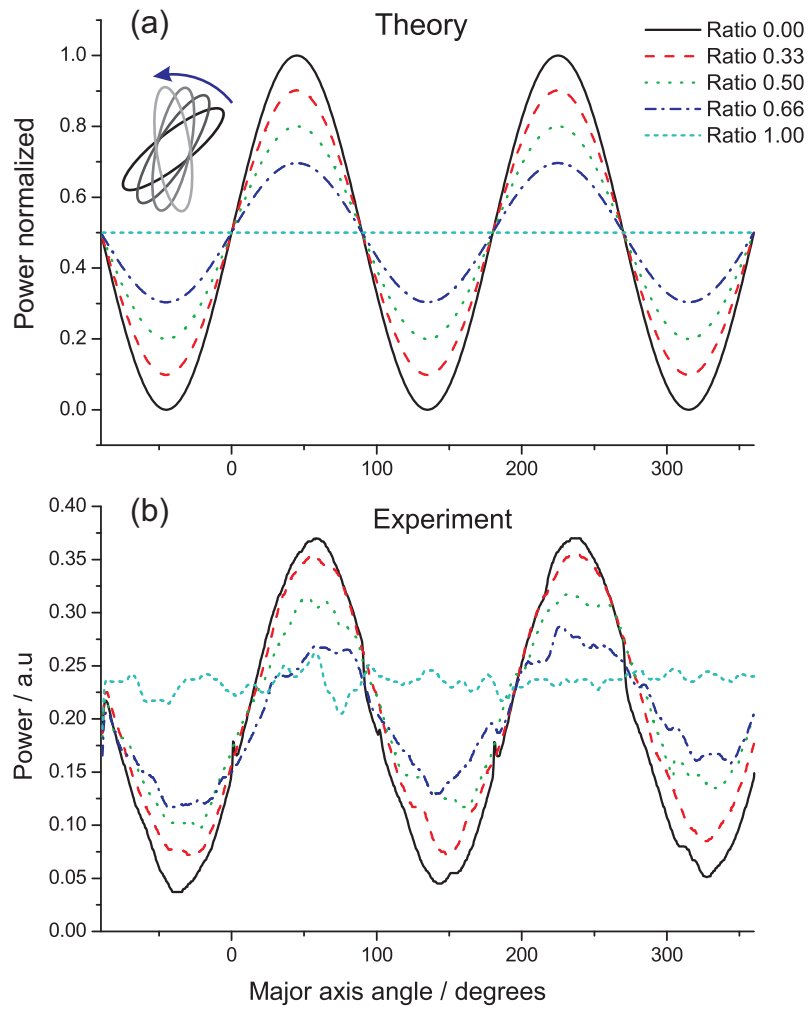 (a)
Theory
Ratio 0.00
Ratio 0.33
Ratio 0.50
Ratio 0.66
Ratio 1.00
Power normalized
1.0
0.8
0.6
0.4
0.2
0.0
0
100
200
300
(b)
Experiment
Power / a.u
0.40
0.35
0.30
0.25
0.20
0.15
0.10
0.05
0.00
0
100
200
300
Major axis angle / degrees